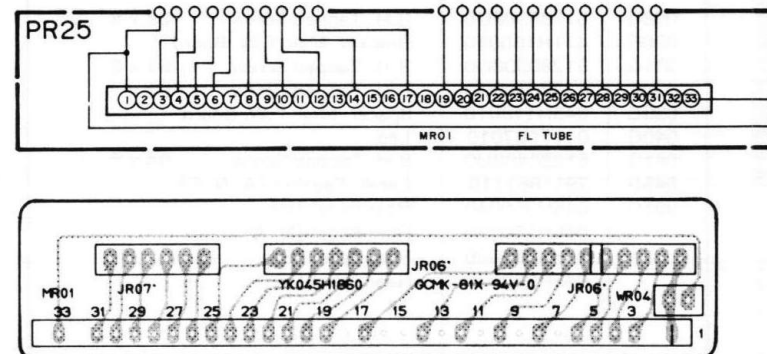 PR25
1 2 3 4 5 6 7 8 9 10 11 12 13 14 15 16 17 18 19 20 21 22 23 24 25 26 27 28 29 30 31 32 33
MR01 FL TUBE
JR07* YK045H1860 JR06* GCMK-81X 94V-0 JR06* WR04
MR01
33 31 29 27 25 23 21 19 17 15 13 11 9 7 5 3 1